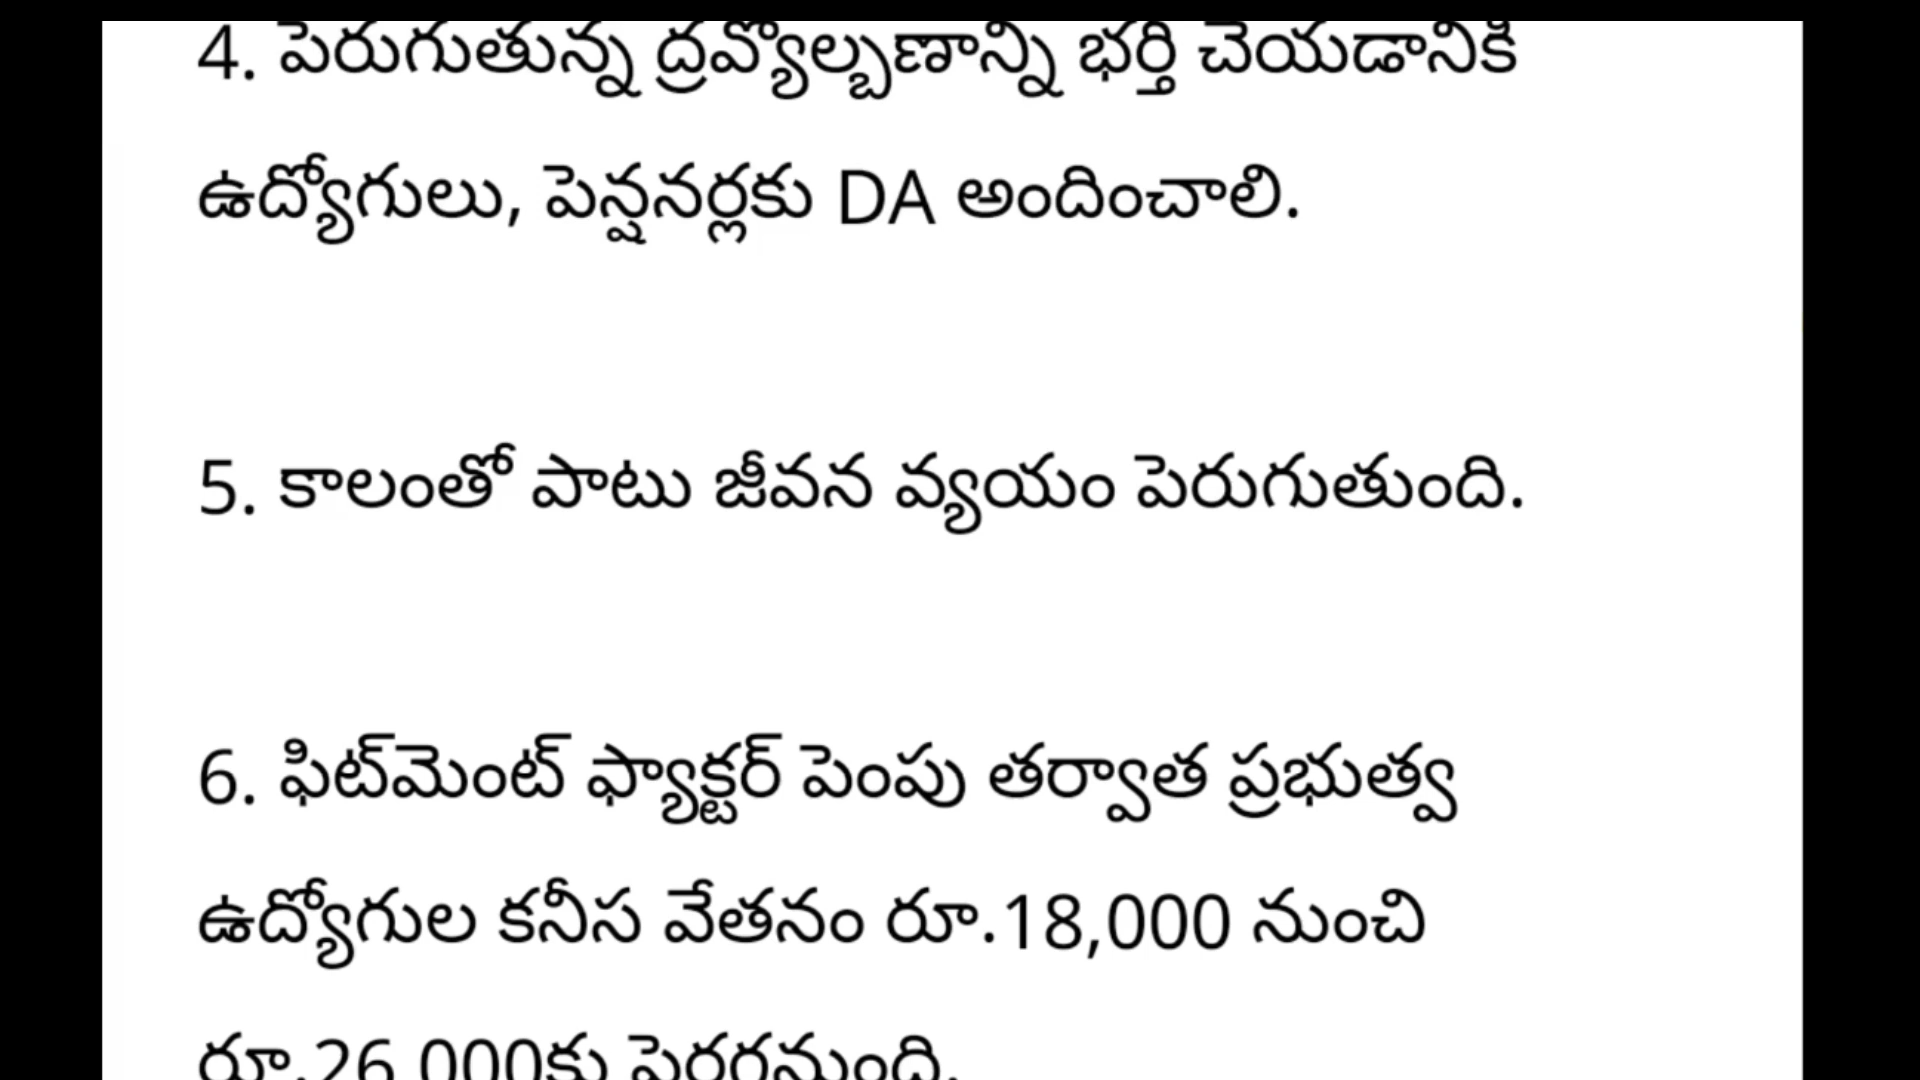 4. పెరుగుతున్న ద్రవ్యోల్బణాన్ని భర్తీ చేయడానికి
ఉద్యోగులు, పెన్షనర్లకు DA అందించాలి.
5. కాలంతో పాటు జీవన వ్యయం పెరుగుతుంది.
6. ఫిట్‌మెంట్ ఫ్యాక్టర్ పెంపు తర్వాత ప్రభుత్వ
ఉద్యోగుల కనీస వేతనం రూ.18,000 నుంచి
రూ.26,000కు పెరగనుంది.